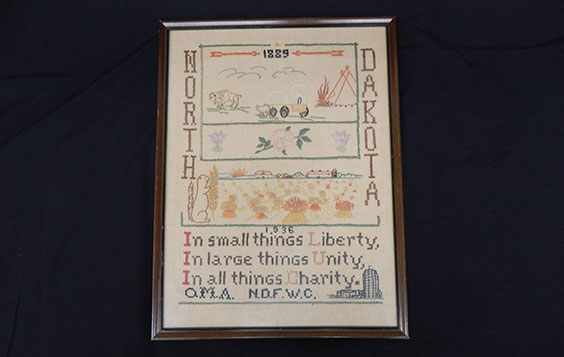 1889
NORTH
DAKOTA
1936
In small things Liberty,
In large things Unity,
In all things Charity.
O.M.A. N.D.F.W.C.